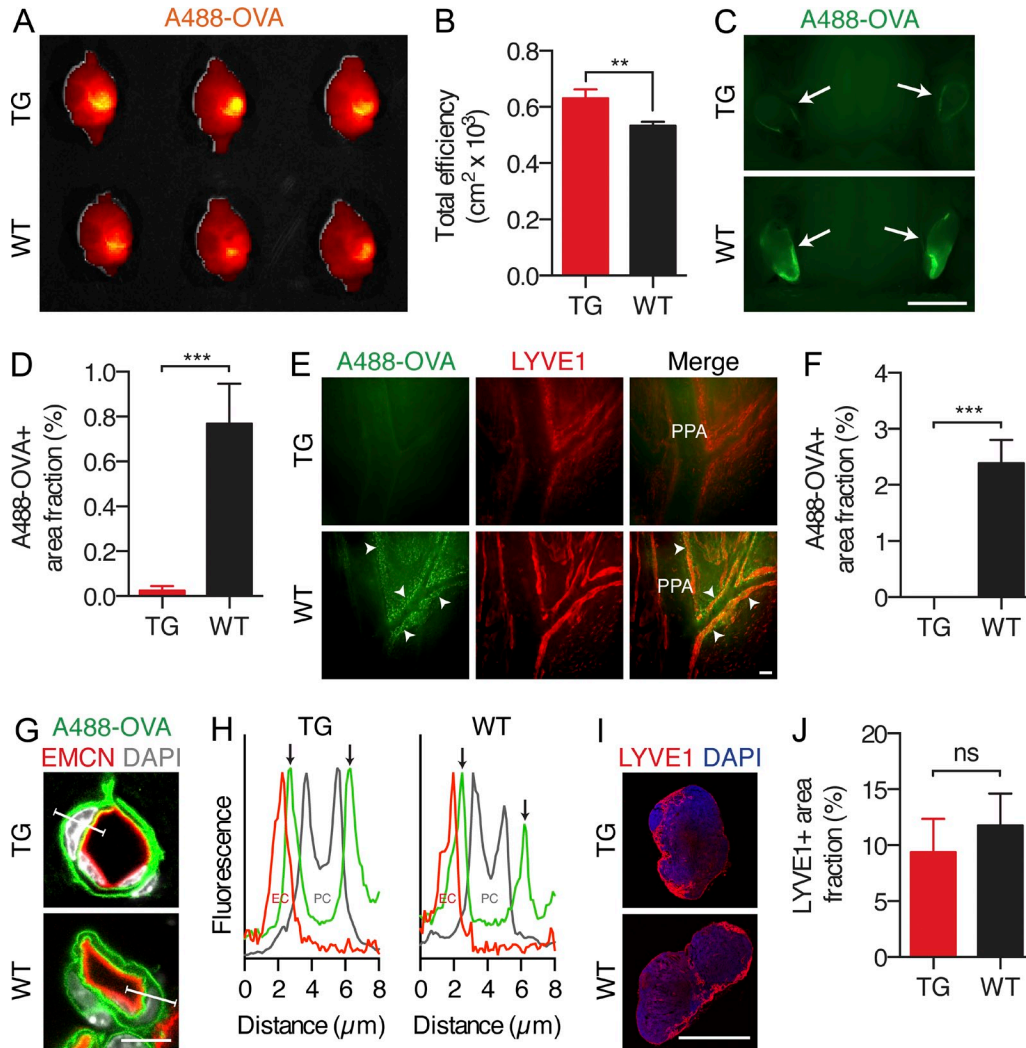 A
A488-OVA
TG
WT
B
Total efficiency
(cm² x 10³)
0.8
0.6
0.4
0.2
0.0
**
TG
WT
C
A488-OVA
TG
WT
D
A488-OVA+
area fraction (%)
1.0
0.8
0.6
0.4
0.2
0.0
***
TG
WT
E
A488-OVA
LYVE1
Merge
TG
PPA
WT
PPA
F
A488-OVA+
area fraction (%)
4
3
2
1
0
***
TG
WT
G
A488-OVA
EMCN DAPI
TG
WT
H
TG
WT
Fluorescence
EC
PC
EC
PC
0 2 4 6 8
0 2 4 6 8
Distance (µm)
Distance (µm)
I
LYVE1 DAPI
TG
WT
J
LYVE1+ area
fraction (%)
20
15
10
5
0
ns
TG
WT